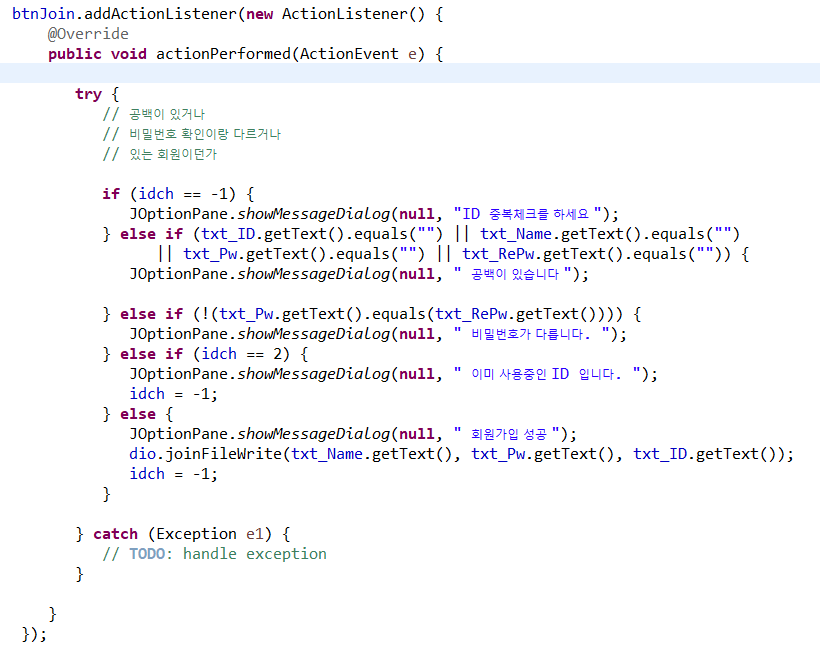 btnJoin.addActionListener(new ActionListener() {
@Override
public void actionPerformed(ActionEvent e) {
try {
// 공백이 있거나
// 비밀번호 확인이랑 다르거나
// 있는 회원이던가
if (idch == -1) {
JOptionPane.showMessageDialog(null, "ID 중복체크를 하세요 ");
} else if (txt_ID.getText().equals("") || txt_Name.getText().equals("")
|| txt_Pw.getText().equals("") || txt_RePw.getText().equals("")) {
JOptionPane.showMessageDialog(null, " 공백이 있습니다 ");
} else if (!(txt_Pw.getText().equals(txt_RePw.getText()))) {
JOptionPane.showMessageDialog(null, " 비밀번호가 다릅니다. ");
} else if (idch == 2) {
JOptionPane.showMessageDialog(null, " 이미 사용중인 ID 입니다. ");
idch = -1;
} else {
JOptionPane.showMessageDialog(null, " 회원가입 성공 ");
dio.joinFileWrite(txt_Name.getText(), txt_Pw.getText(), txt_ID.getText());
idch = -1;
}
} catch (Exception e1) {
// TODO: handle exception
}
}
});